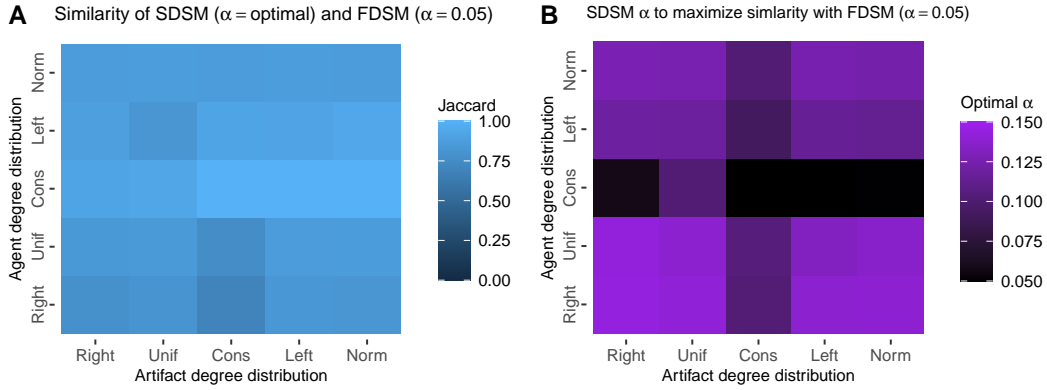 A
Similarity of SDSM (α = optimal) and FDSM (α = 0.05)
Agent degree distribution
Norm
Left
Cons
Unif
Right
Right Unif Cons Left Norm
Artifact degree distribution
Jaccard
1.00
0.75
0.50
0.25
0.00
B
SDSM α to maximize simlarity with FDSM (α = 0.05)
Agent degree distribution
Norm
Left
Cons
Unif
Right
Right Unif Cons Left Norm
Artifact degree distribution
Optimal α
0.150
0.125
0.100
0.075
0.050